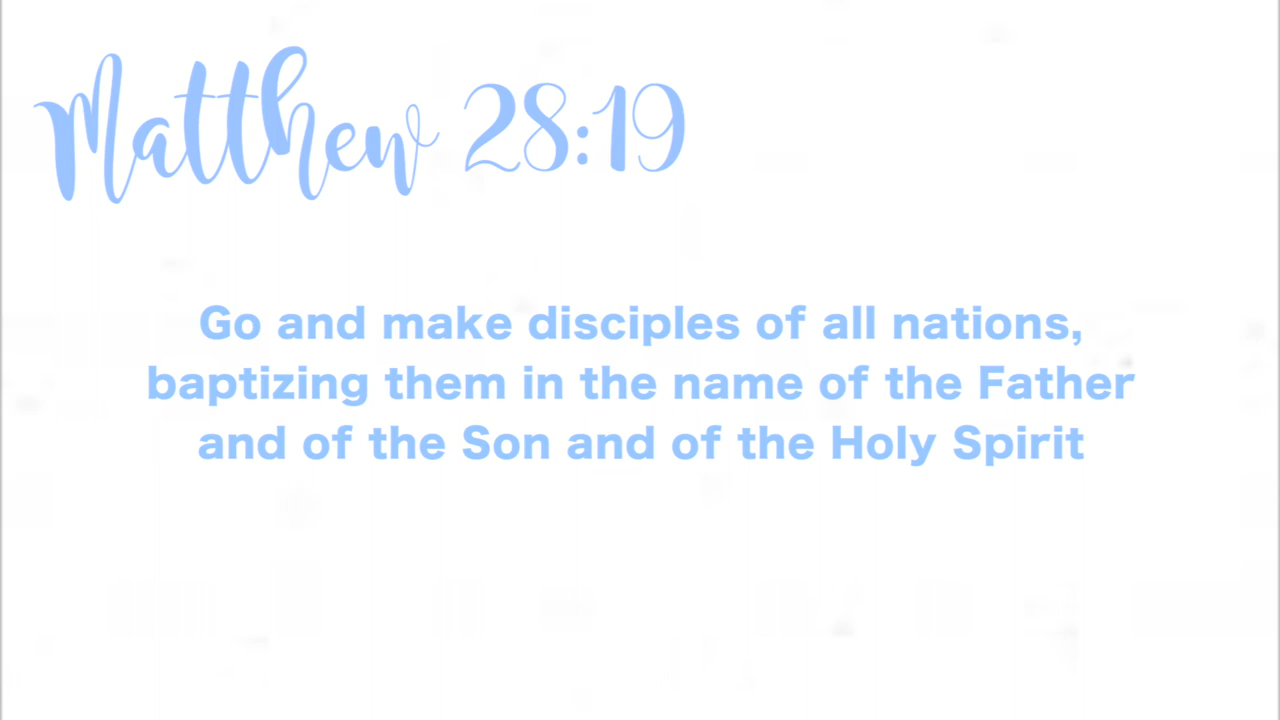 Matthew 28:19
Go and make disciples of all nations,
baptizing them in the name of the Father
and of the Son and of the Holy Spirit